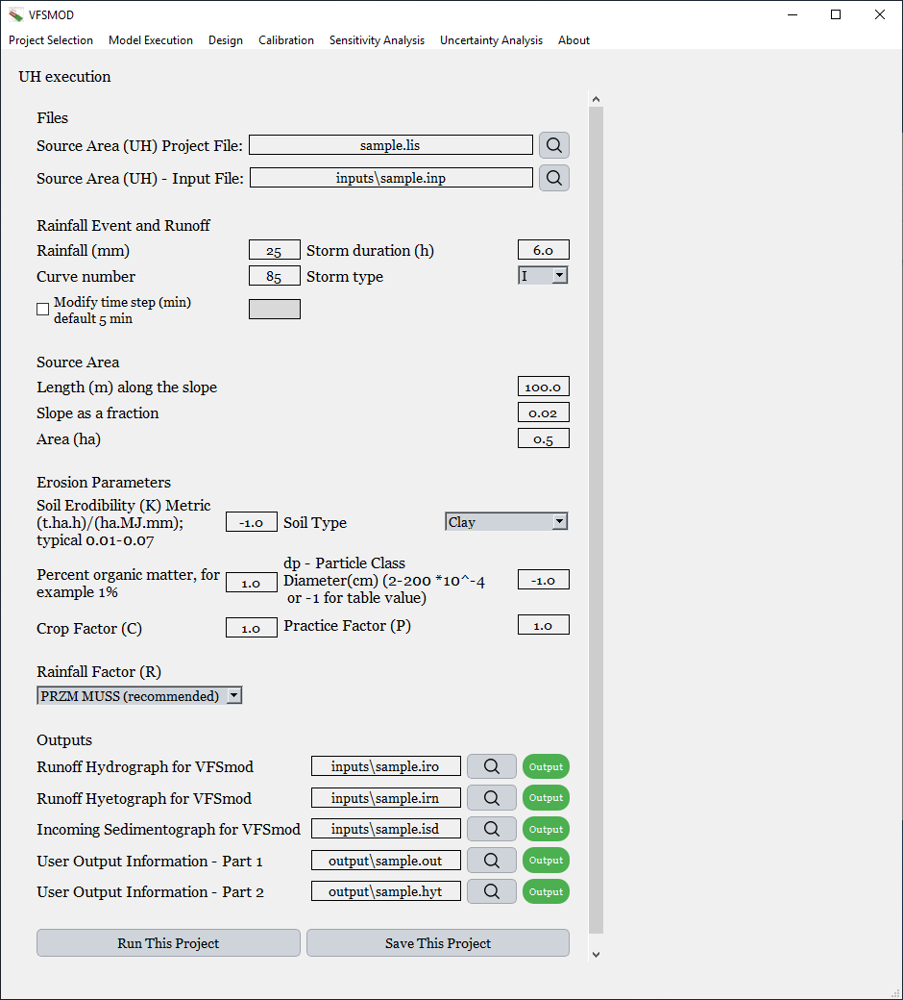 VFSMOD
Project Selection Model Execution Design Calibration Sensitivity Analysis Uncertainty Analysis About
UH execution
Files
Source Area (UH) Project File: sample.lis
Source Area (UH) - Input File: inputs\sample.inp
Rainfall Event and Runoff
Rainfall (mm) 25 Storm duration (h) 6.0
Curve number 85 Storm type I
Modify time step (min)
default 5 min
Source Area
Length (m) along the slope 100.0
Slope as a fraction 0.02
Area (ha) 0.5
Erosion Parameters
Soil Erodibility (K) Metric
(t.ha.h)/(ha.MJ.mm); -1.0 Soil Type Clay
typical 0.01-0.07
dp - Particle Class
Percent organic matter, for 1.0 Diameter(cm) (2-200 *10^-4 -1.0
example 1% or -1 for table value)
Crop Factor (C) 1.0 Practice Factor (P) 1.0
Rainfall Factor (R)
PRZM MUSS (recommended)
Outputs
Runoff Hydrograph for VFSmod inputs\sample.iro Output
Runoff Hyetograph for VFSmod inputs\sample.irn Output
Incoming Sedimentograph for VFSmod inputs\sample.isd Output
User Output Information - Part 1 output\sample.out Output
User Output Information - Part 2 output\sample.hyt Output
Run This Project Save This Project